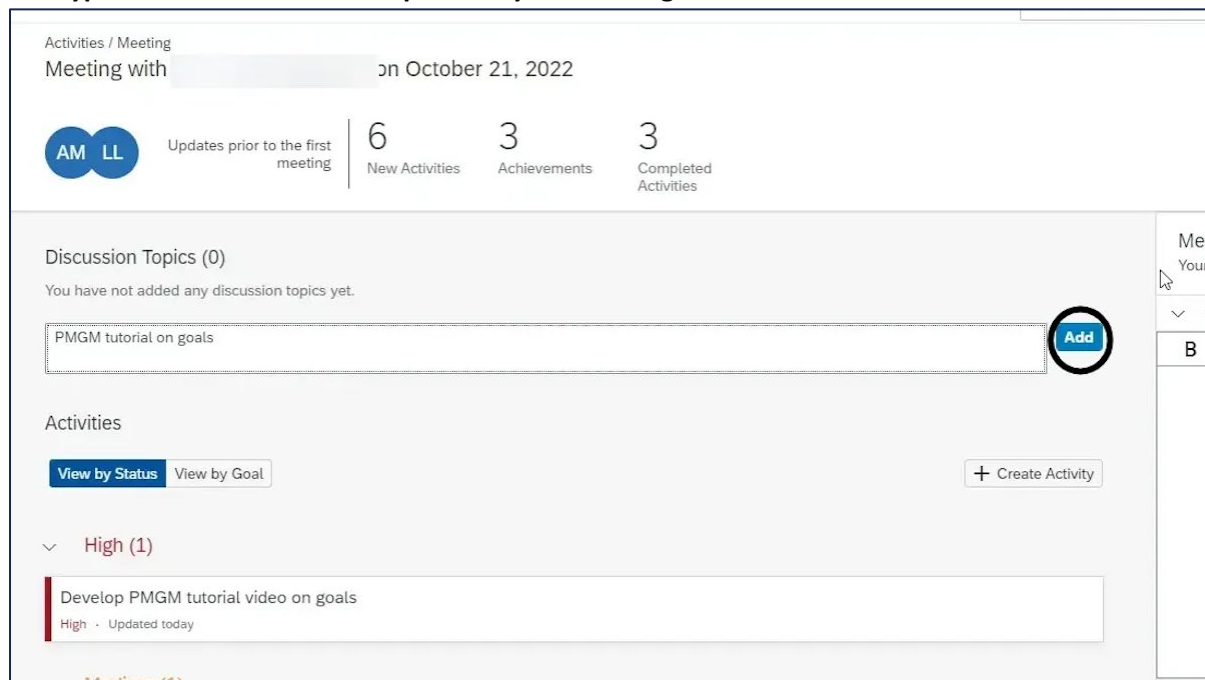 Activities / Meeting
Meeting with on October 21, 2022
AM LL
Updates prior to the first
meeting
6
New Activities
3
Achievements
3
Completed
Activities
Discussion Topics (0)
You have not added any discussion topics yet.
PMGM tutorial on goals
Add
Activities
View by Status View by Goal
+ Create Activity
High (1)
Develop PMGM tutorial video on goals
High · Updated today
Me
You
B